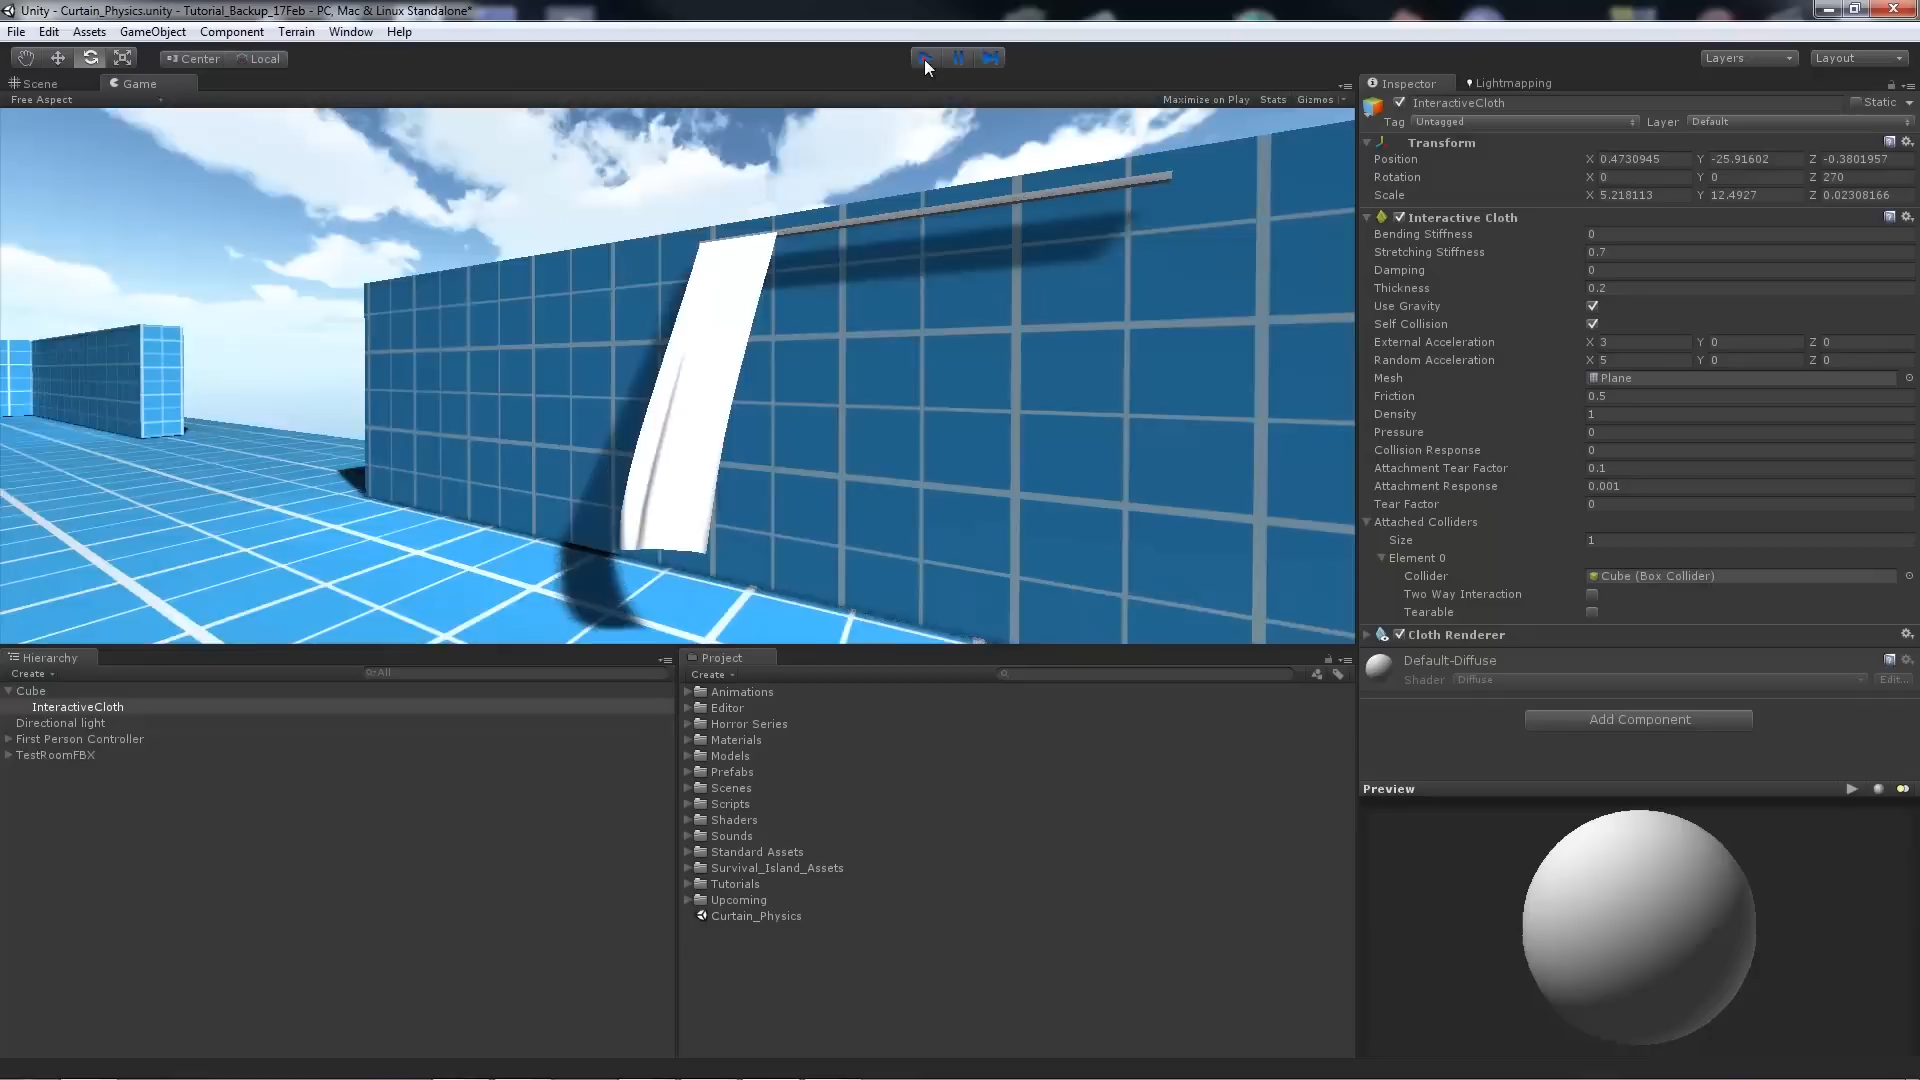 Unity - Curtain_Physics.unity - Tutorial_Backup_17Feb - PC, Mac & Linux Standalone*
File Edit Assets GameObject Component Terrain Window Help
Center Local Layers Layout
Scene Game
Free Aspect Maximize on Play Stats Gizmos
Inspector Lightmapping
InteractiveCloth Static
Tag Untagged Layer Default
Transform
Position X 0.4730945 Y -25.91602 Z -0.3801957
Rotation X 0 Y 0 Z 270
Scale X 5.218113 Y 12.4927 Z 0.02308166
Interactive Cloth
Bending Stiffness 0
Stretching Stiffness 0.7
Damping 0
Thickness 0.2
Use Gravity
Self Collision
External Acceleration X 3 Y 0 Z 0
Random Acceleration X 5 Y 0 Z 0
Mesh Plane
Friction 0.5
Density 1
Pressure 0
Collision Response 0
Attachment Tear Factor 0.1
Attachment Response 0.001
Tear Factor 0
Attached Colliders
Size 1
Element 0
Collider Cube (Box Collider)
Two Way Interaction
Tearable
Cloth Renderer
Default-Diffuse
Shader Diffuse Edit...
Add Component
Preview
Hierarchy
Create All
Cube
InteractiveCloth
Directional light
First Person Controller
TestRoomFBX
Project
Create
Animations
Editor
Horror Series
Materials
Models
Prefabs
Scenes
Scripts
Shaders
Sounds
Standard Assets
Survival_Island_Assets
Tutorials
Upcoming
Curtain_Physics